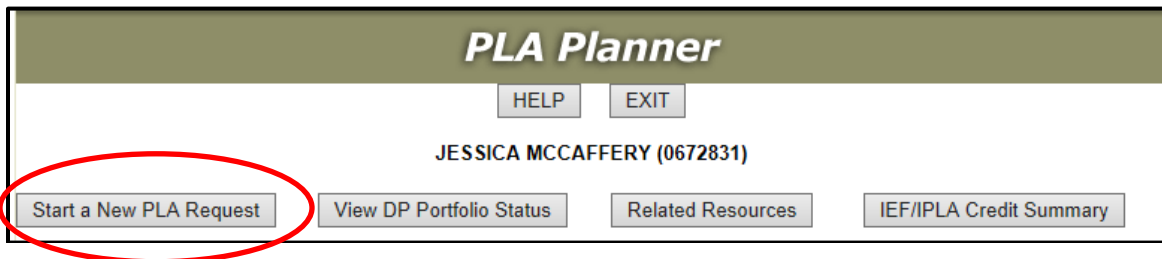 PLA Planner
HELP EXIT
JESSICA MCCAFFERY (0672831)
Start a New PLA Request View DP Portfolio Status Related Resources IEF/IPLA Credit Summary